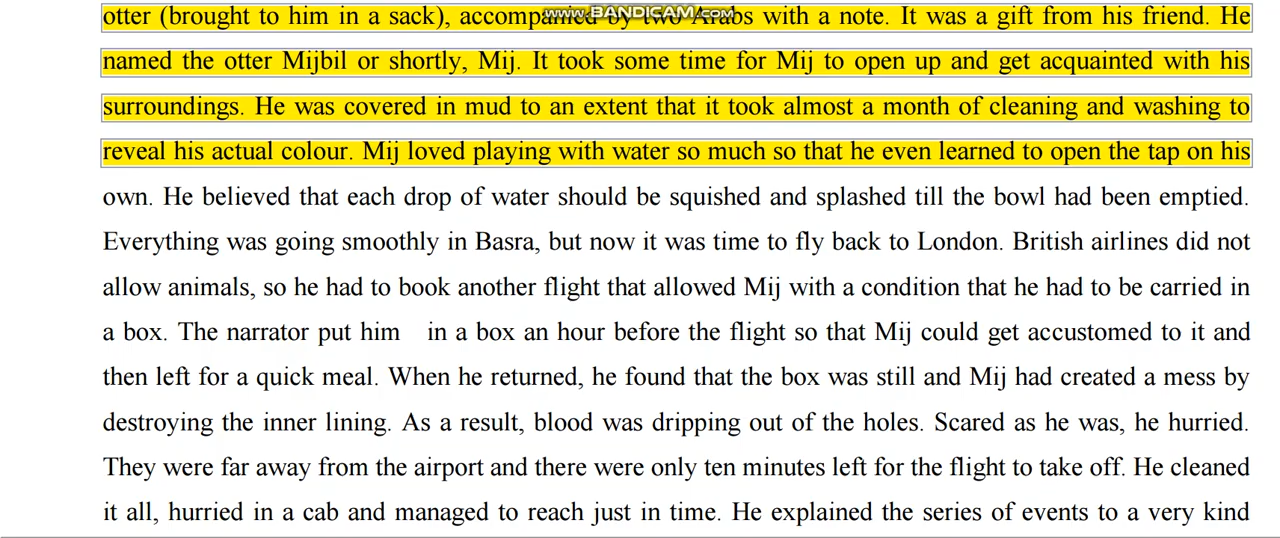 otter (brought to him in a sack), accompanied by two Arabs with a note. It was a gift from his friend. He
www.BANDICAM.com
named the otter Mijbil or shortly, Mij. It took some time for Mij to open up and get acquainted with his
surroundings. He was covered in mud to an extent that it took almost a month of cleaning and washing to
reveal his actual colour. Mij loved playing with water so much so that he even learned to open the tap on his
own. He believed that each drop of water should be squished and splashed till the bowl had been emptied.
Everything was going smoothly in Basra, but now it was time to fly back to London. British airlines did not
allow animals, so he had to book another flight that allowed Mij with a condition that he had to be carried in
a box. The narrator put him in a box an hour before the flight so that Mij could get accustomed to it and
then left for a quick meal. When he returned, he found that the box was still and Mij had created a mess by
destroying the inner lining. As a result, blood was dripping out of the holes. Scared as he was, he hurried.
They were far away from the airport and there were only ten minutes left for the flight to take off. He cleaned
it all, hurried in a cab and managed to reach just in time. He explained the series of events to a very kind